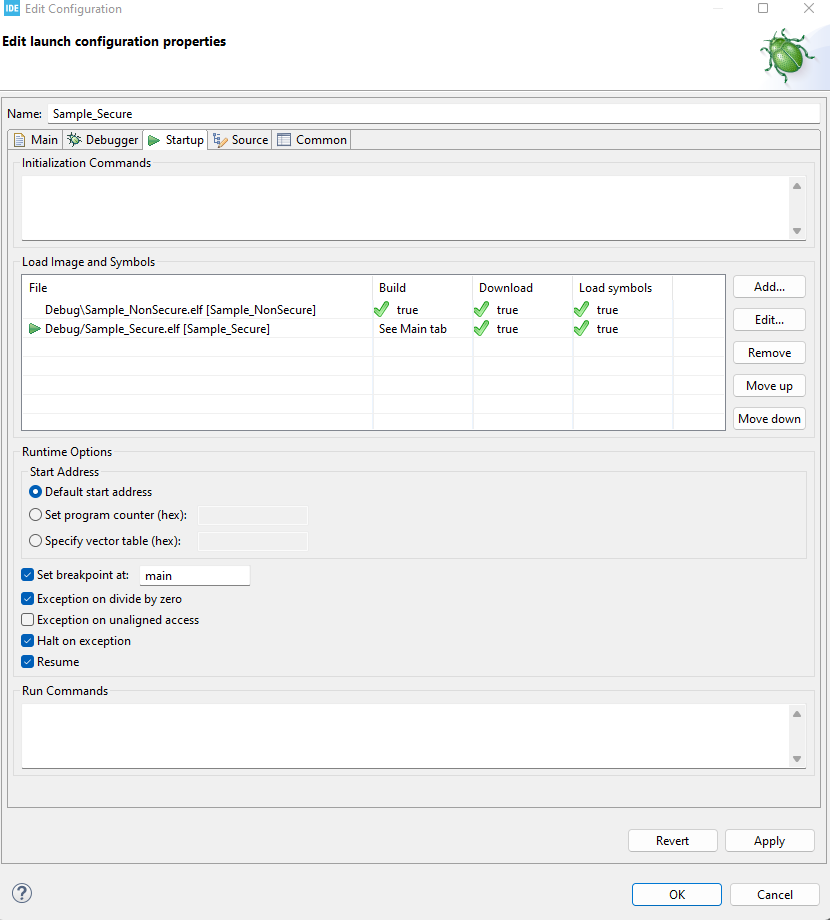 IDE Edit Configuration
Edit launch configuration properties
Name: Sample_Secure
Main Debugger Startup Source Common
Initialization Commands
Load Image and Symbols
File Build Download Load symbols Add...
Debug\Sample_NonSecure.elf [Sample_NonSecure] true true true
Debug/Sample_Secure.elf [Sample_Secure] See Main tab true true
Edit...
Remove
Move up
Move down
Runtime Options
Start Address
Default start address
Set program counter (hex):
Specify vector table (hex):
Set breakpoint at: main
Exception on divide by zero
Exception on unaligned access
Halt on exception
Resume
Run Commands
Revert Apply
? OK Cancel